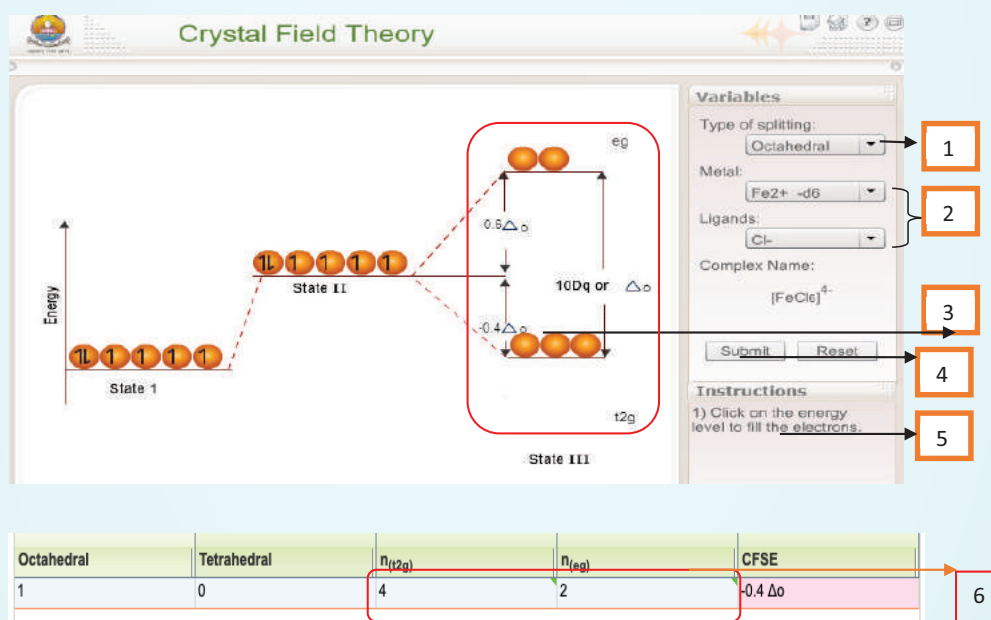 Crystal Field Theory
Variables
Type of splitting:
Octahedral
1
Metal:
Fe2+ -d6
2
Ligands:
Cl-
Complex Name:
[FeCl6]4-
3
Submit Reset
4
Instructions
1) Click on the energy
level to fill the electrons.
5
eg
0.6△o
10Dq or △o
-0.4△o
t2g
State III
State II
State 1
Energy
Octahedral Tetrahedral n(t2g) n(eg) CFSE
1 0 4 2 -0.4 Δo
6